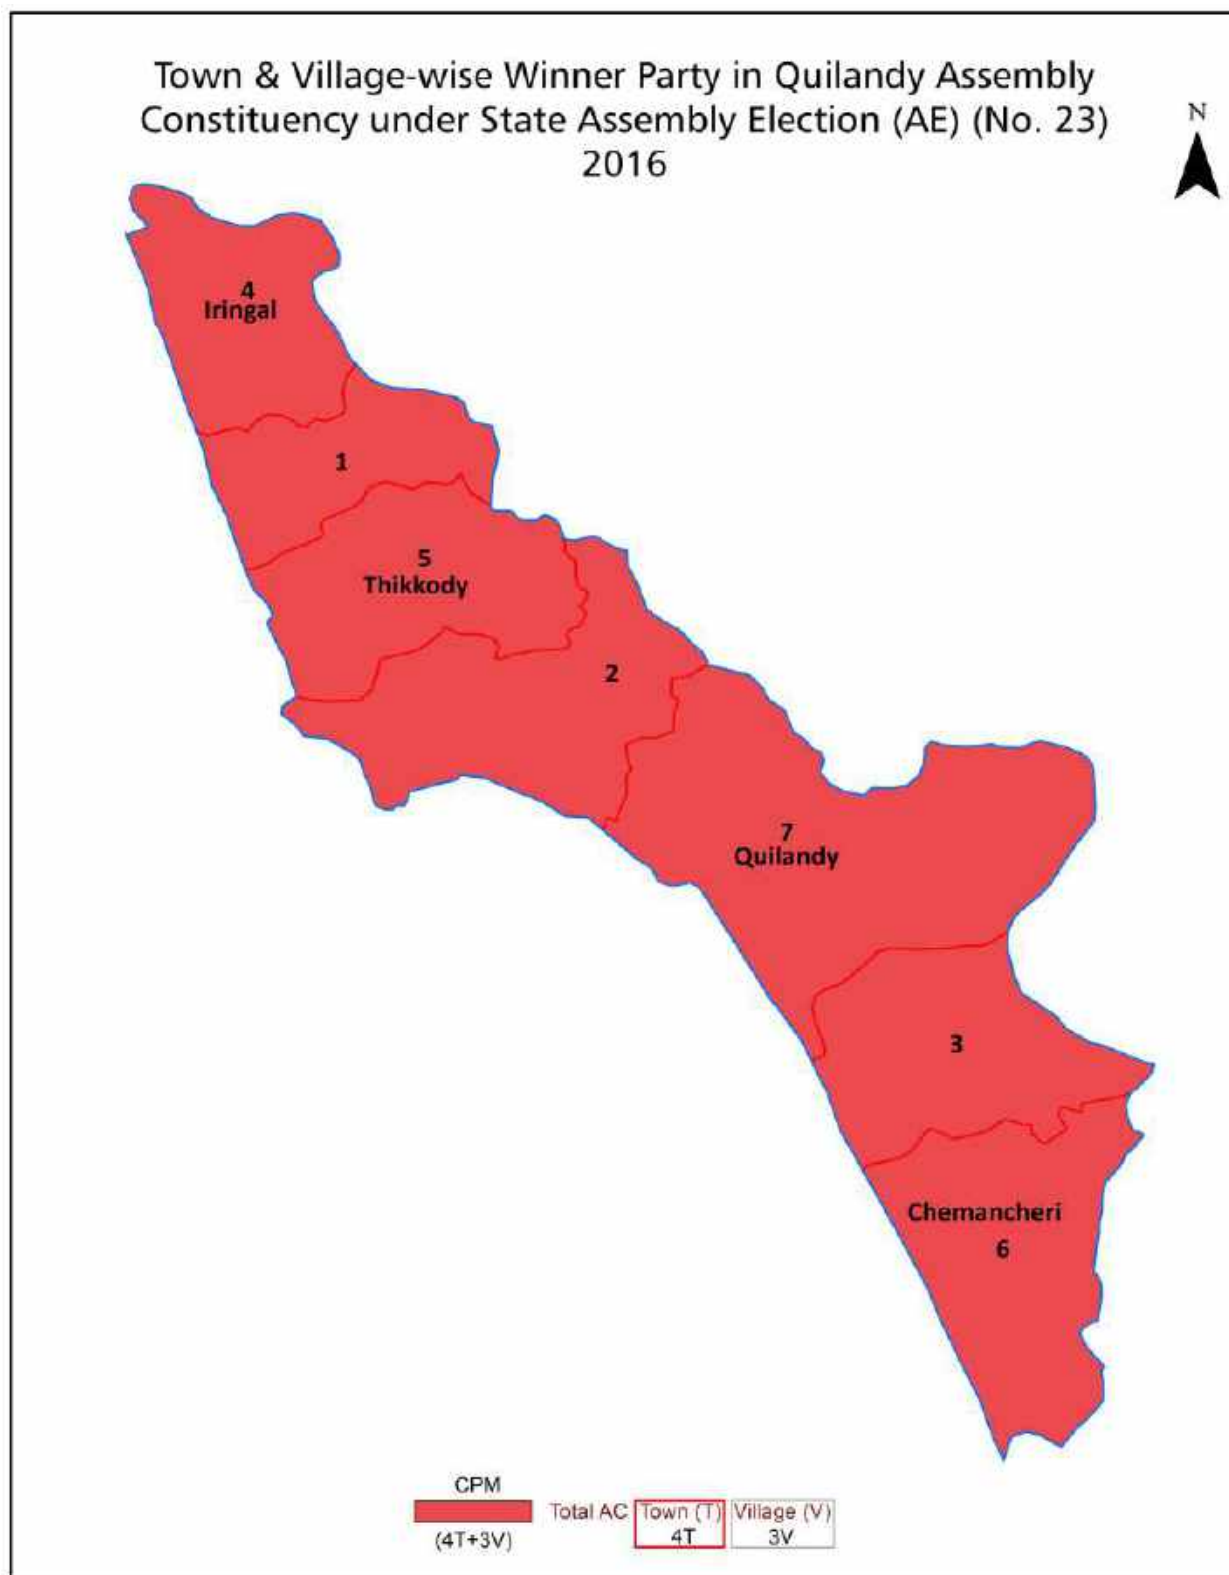 Town & Village-wise Winner Party in Quilandy Assembly
Constituency under State Assembly Election (AE) (No. 23)
2016
N
4
Iringal
1
5
Thikkody
2
7
Quilandy
3
Chemancheri
6
CPM
Total AC Town (T) Village (V)
(4T+3V) 4T 3V